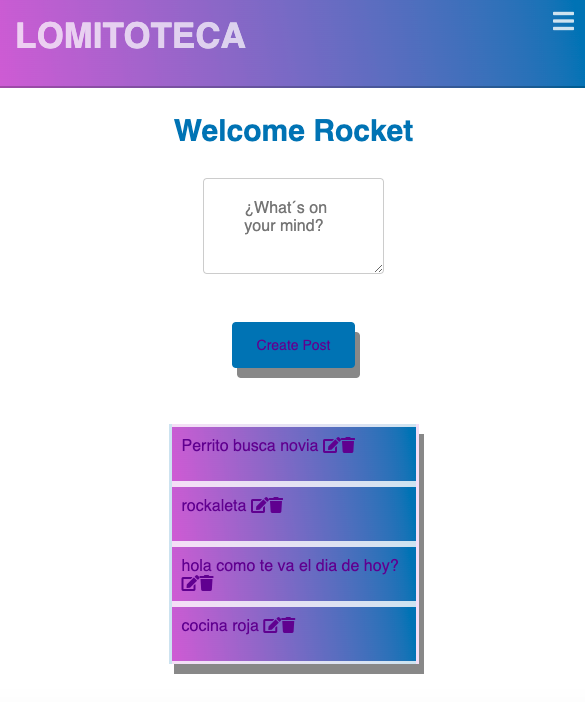 LOMITOTECA
Welcome Rocket
¿What´s on
your mind?
Create Post
Perrito busca novia
rockaleta
hola como te va el dia de hoy?
cocina roja